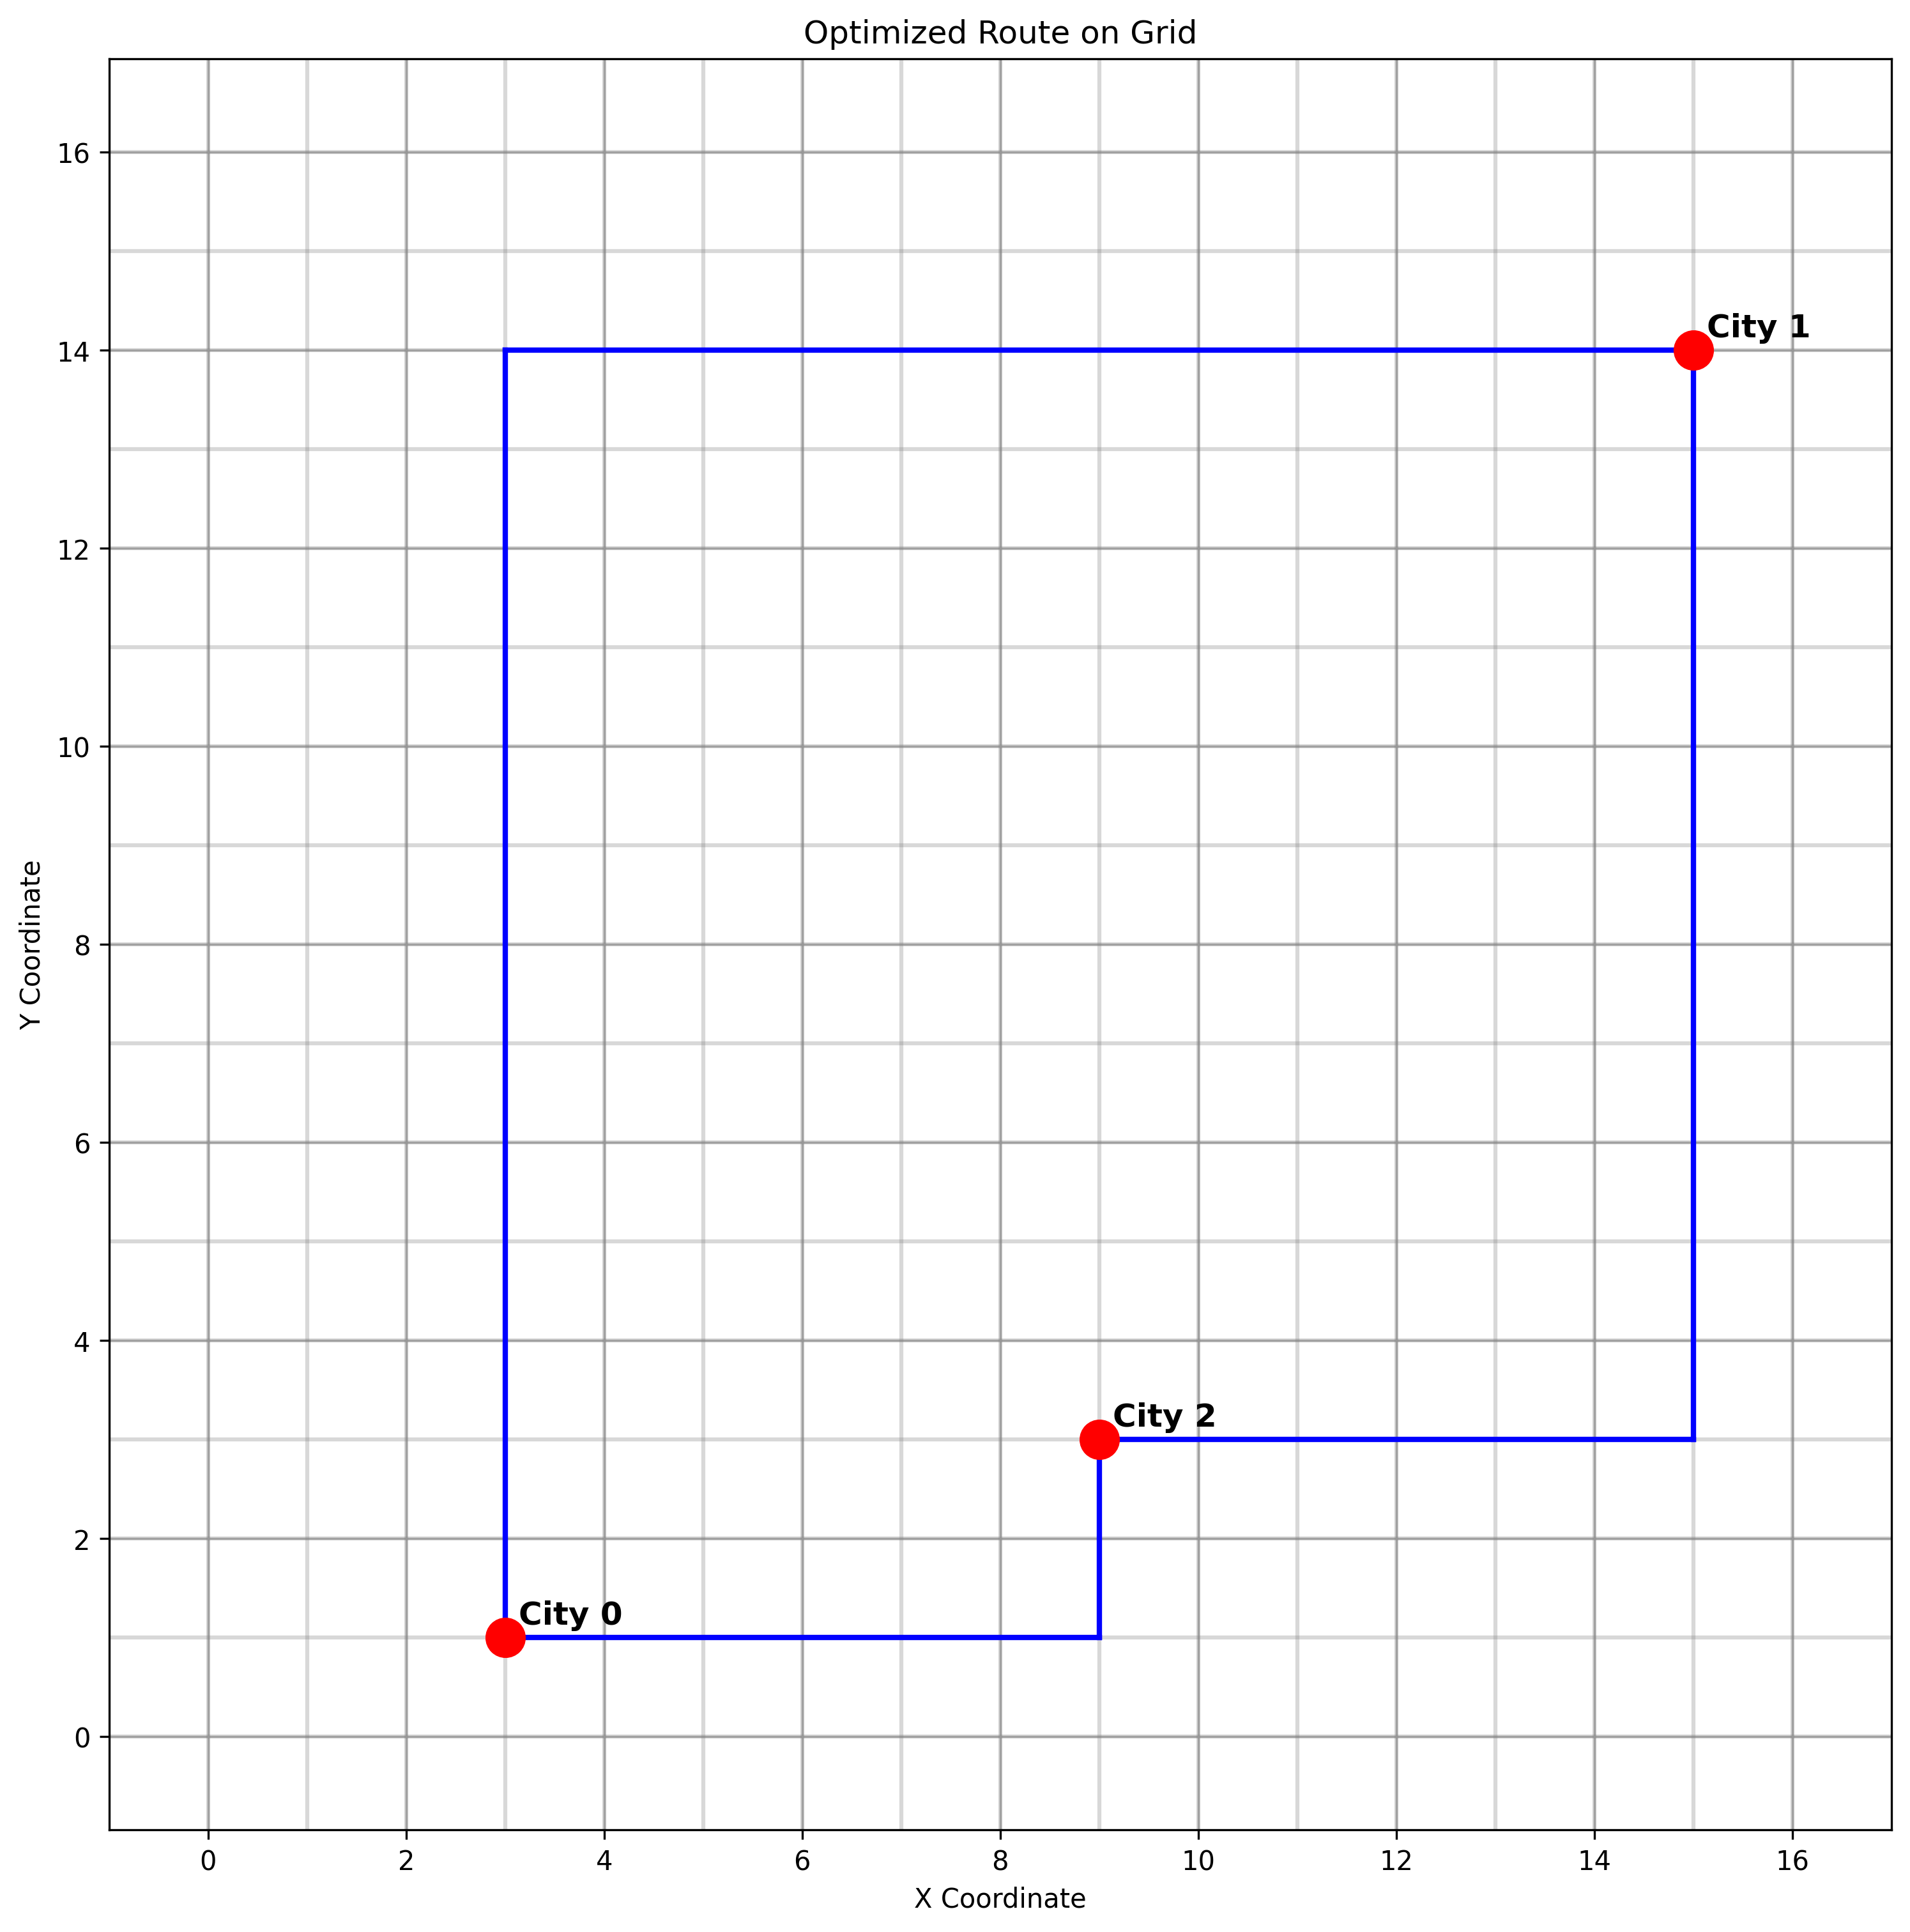 Optimized Route on Grid
16
14
12
10
8
6
4
2
0
Y Coordinate
City 1
City 2
City 0
0 2 4 6 8 10 12 14 16
X Coordinate